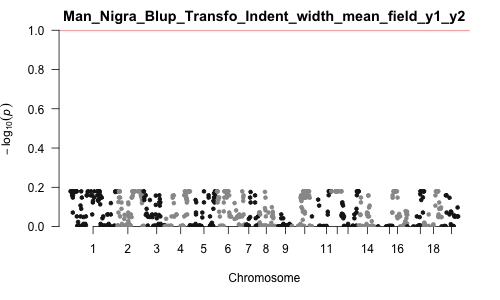 Man_Nigra_Blup_Transfo_Indent_width_mean_field_y1_y2
1.0
0.8
0.6
0.4
0.2
0.0
− log10(p)
1 2 3 4 5 6 7 8 9 11 14 16 18
Chromosome